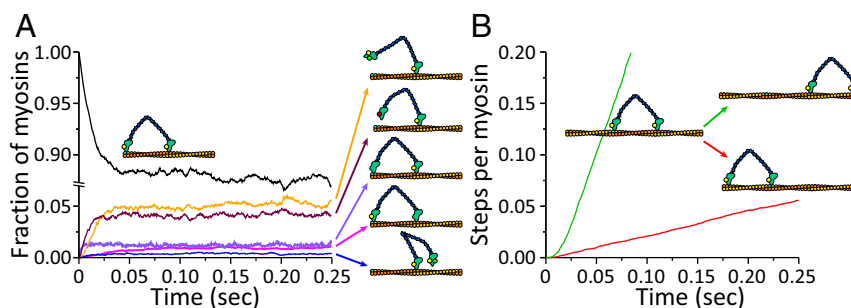 A
Fraction of myosins
1.00
0.95
0.90
0.05
0.00
0 0.05 0.10 0.15 0.20 0.25
Time (sec)
B
Steps per myosin
0.20
0.15
0.10
0.05
0.00
0 0.05 0.10 0.15 0.20 0.25
Time (sec)